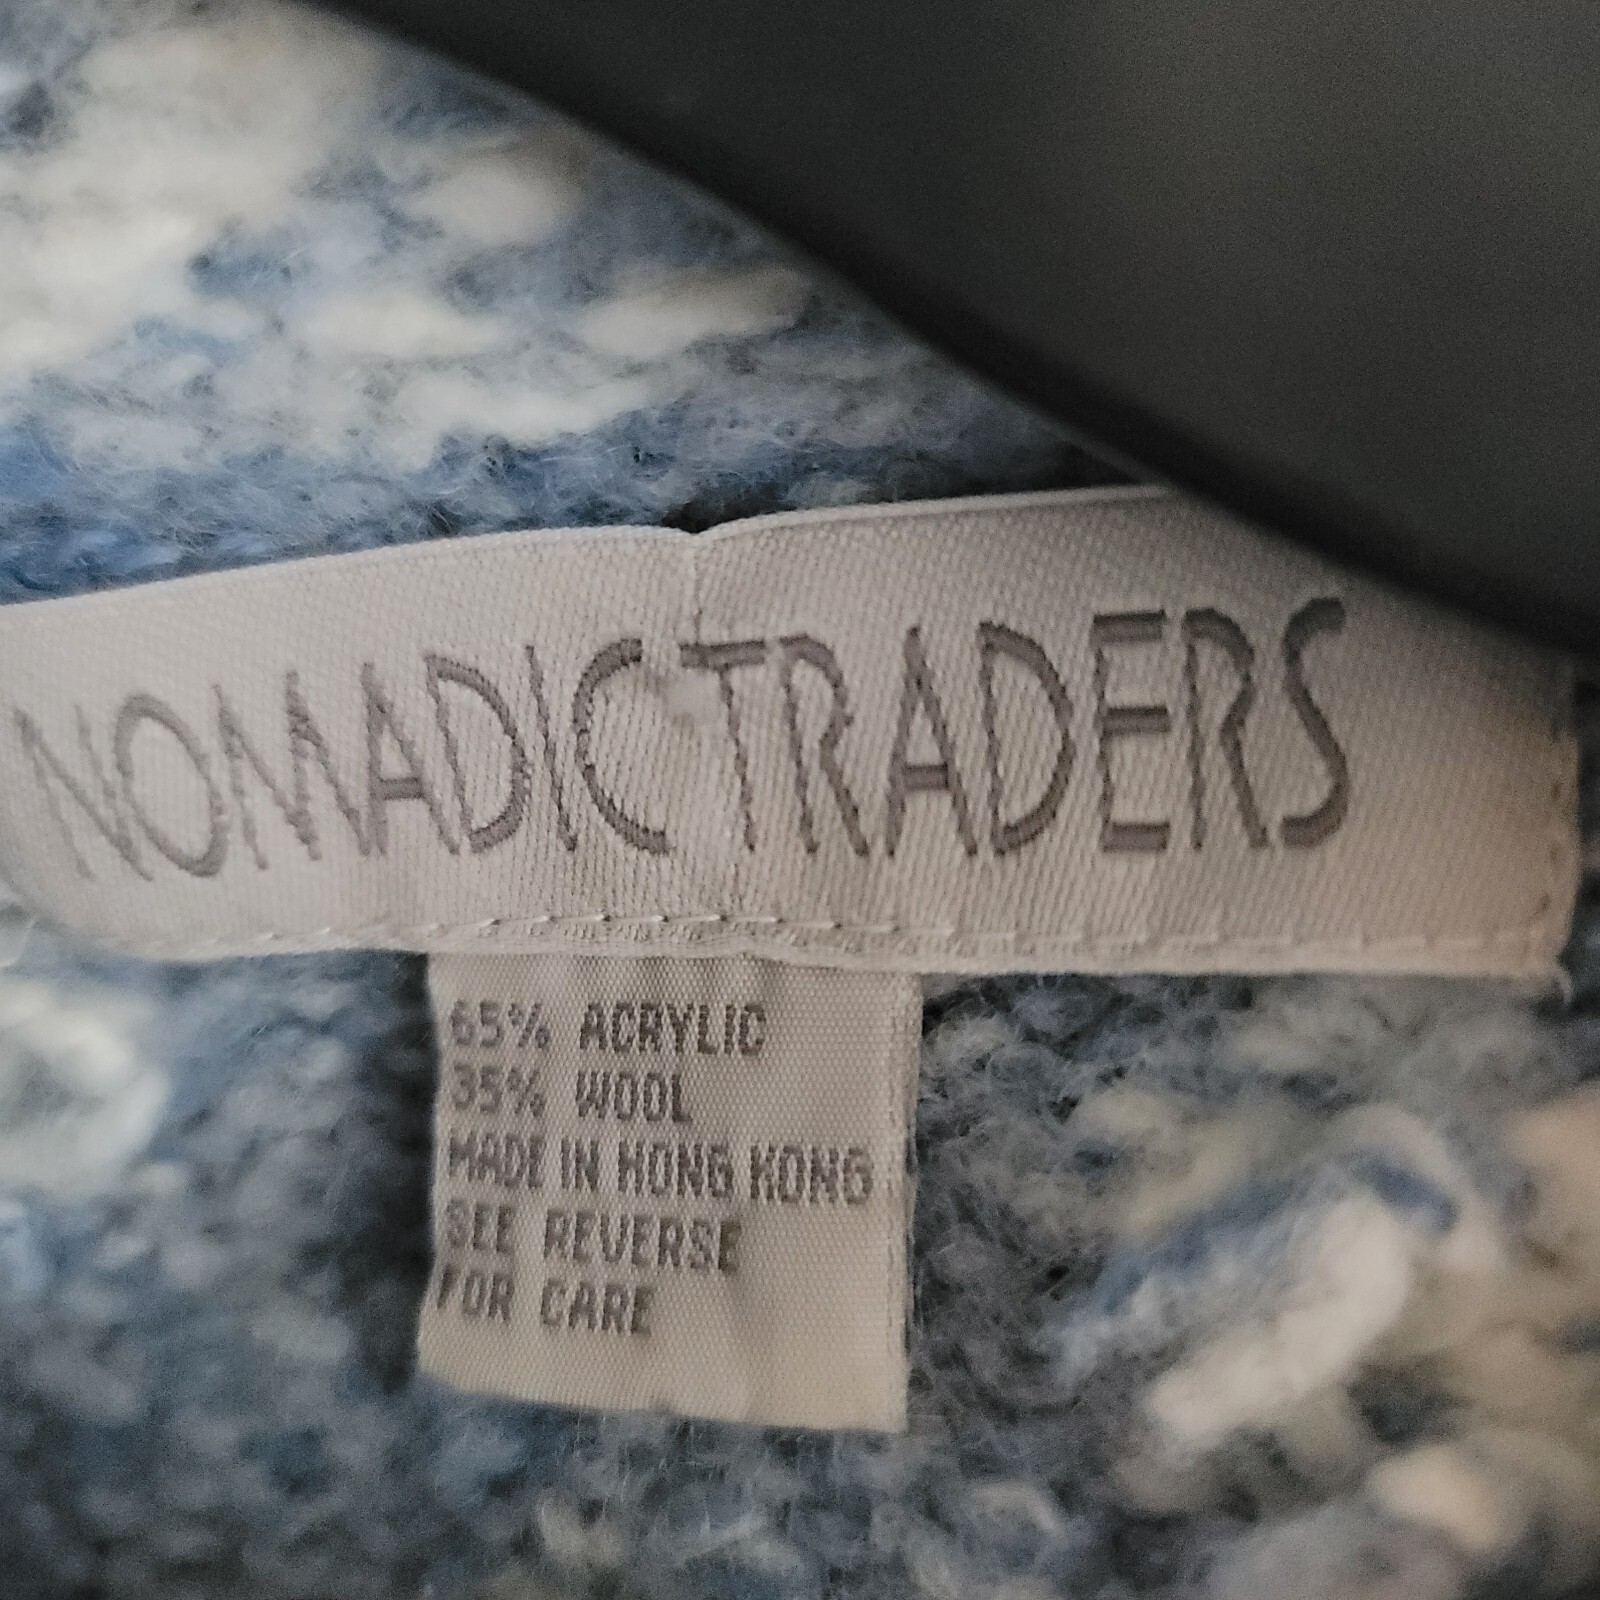 NOMADIC TRADERS
65% ACRYLIC
35% WOOL
MADE IN HONG KONG
SEE REVERSE
FOR CARE